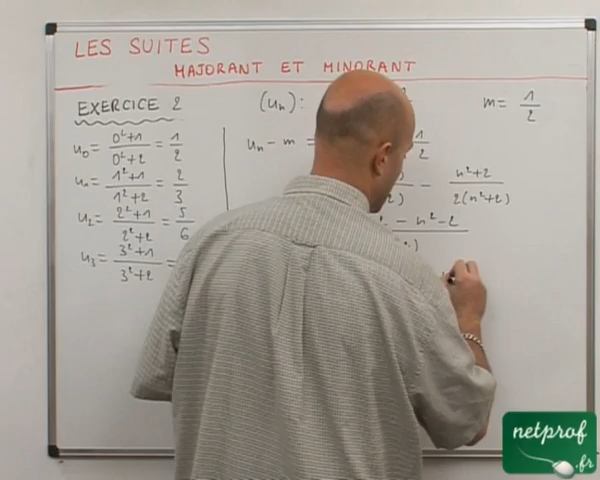 LES SUITES
MAJORANT ET MINORANT
EXERCICE 2
(Un):
m = 1/2
U0 = (0²+1)/(0²+2) = 1/2
U1 = (1²+1)/(1²+2) = 2/3
U2 = (2²+1)/(2²+2) = 5/6
U3 = (3²+1)/(3²+2) =
Un - m =
1/2
- (n²+2)/(2(n²+2))
- n² - 2
netprof
.fr